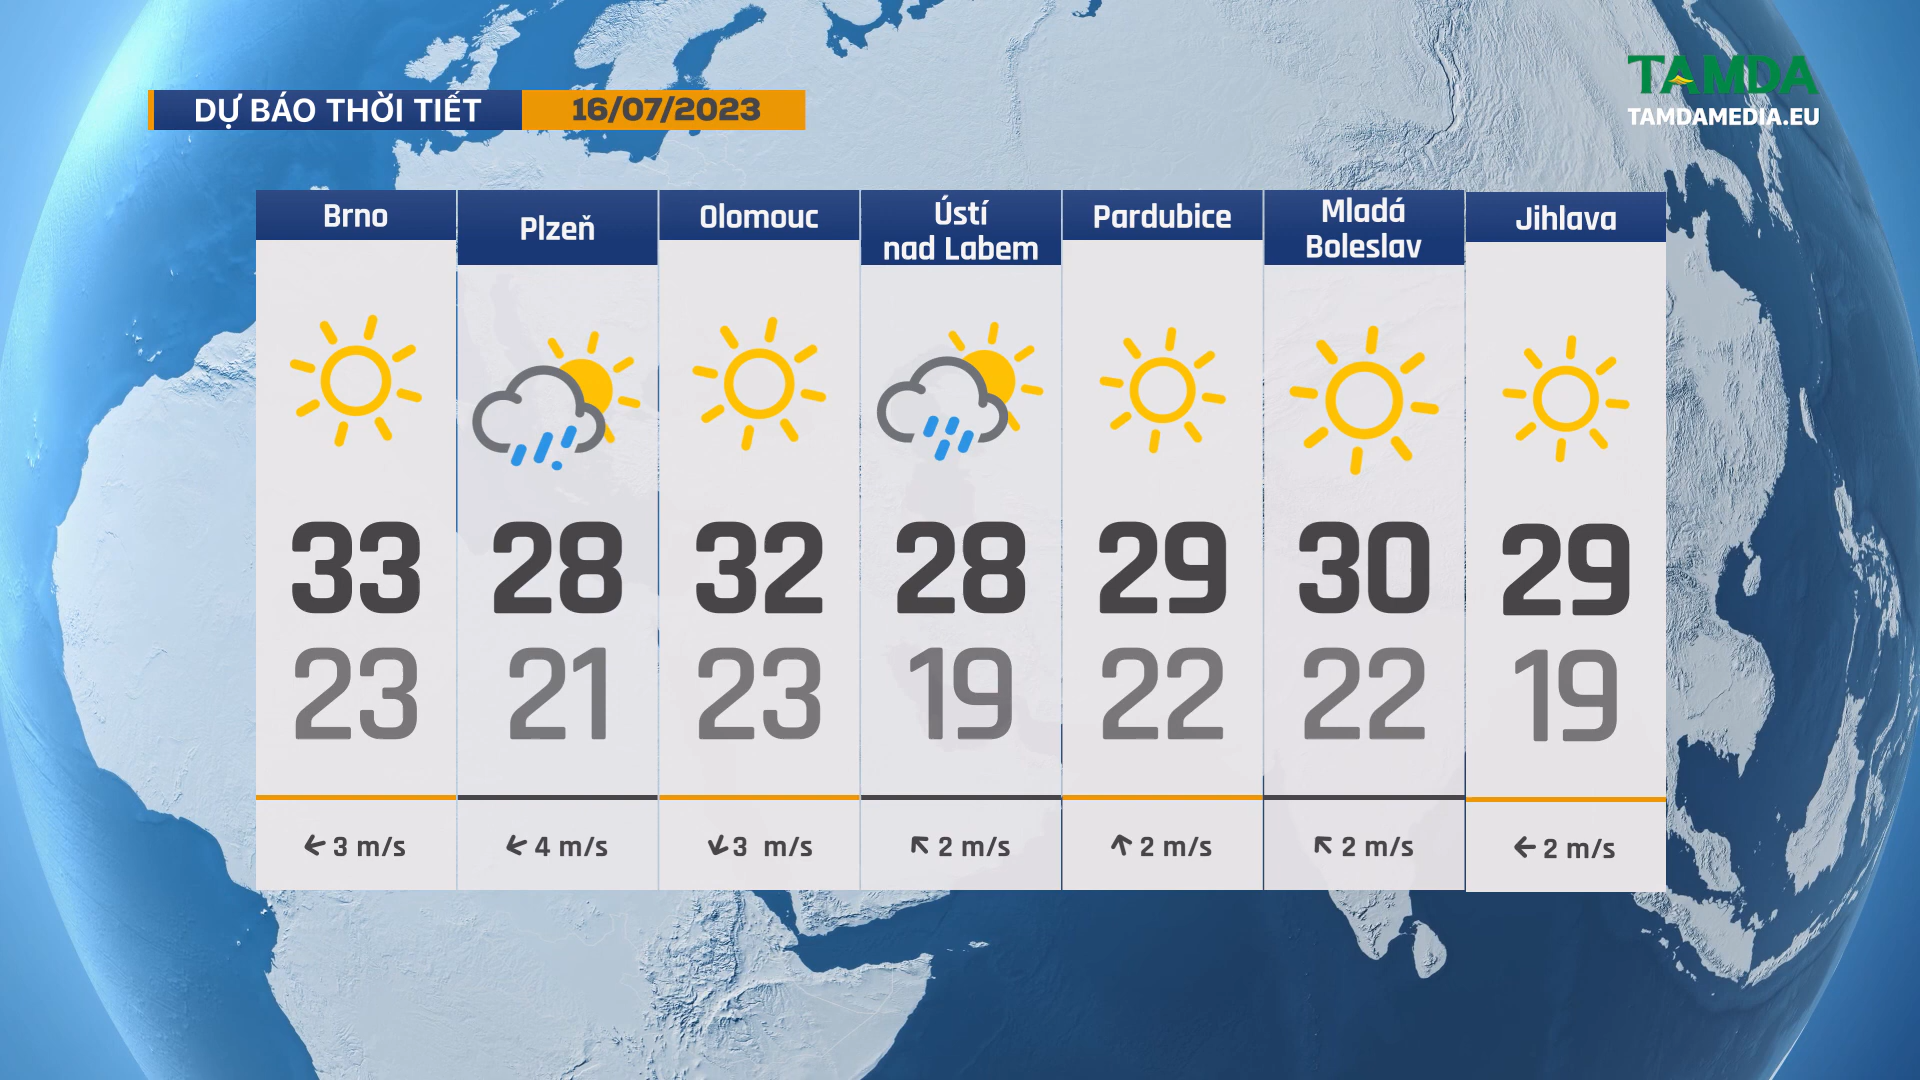 TAMDA
TAMDAMEDIA.EU
DỰ BÁO THỜI TIẾT
16/07/2023
Brno
33
23
3 m/s
Plzeň
28
21
4 m/s
Olomouc
32
23
3 m/s
Ústí
nad Labem
28
19
2 m/s
Pardubice
29
22
2 m/s
Mladá
Boleslav
30
22
2 m/s
Jihlava
29
19
2 m/s